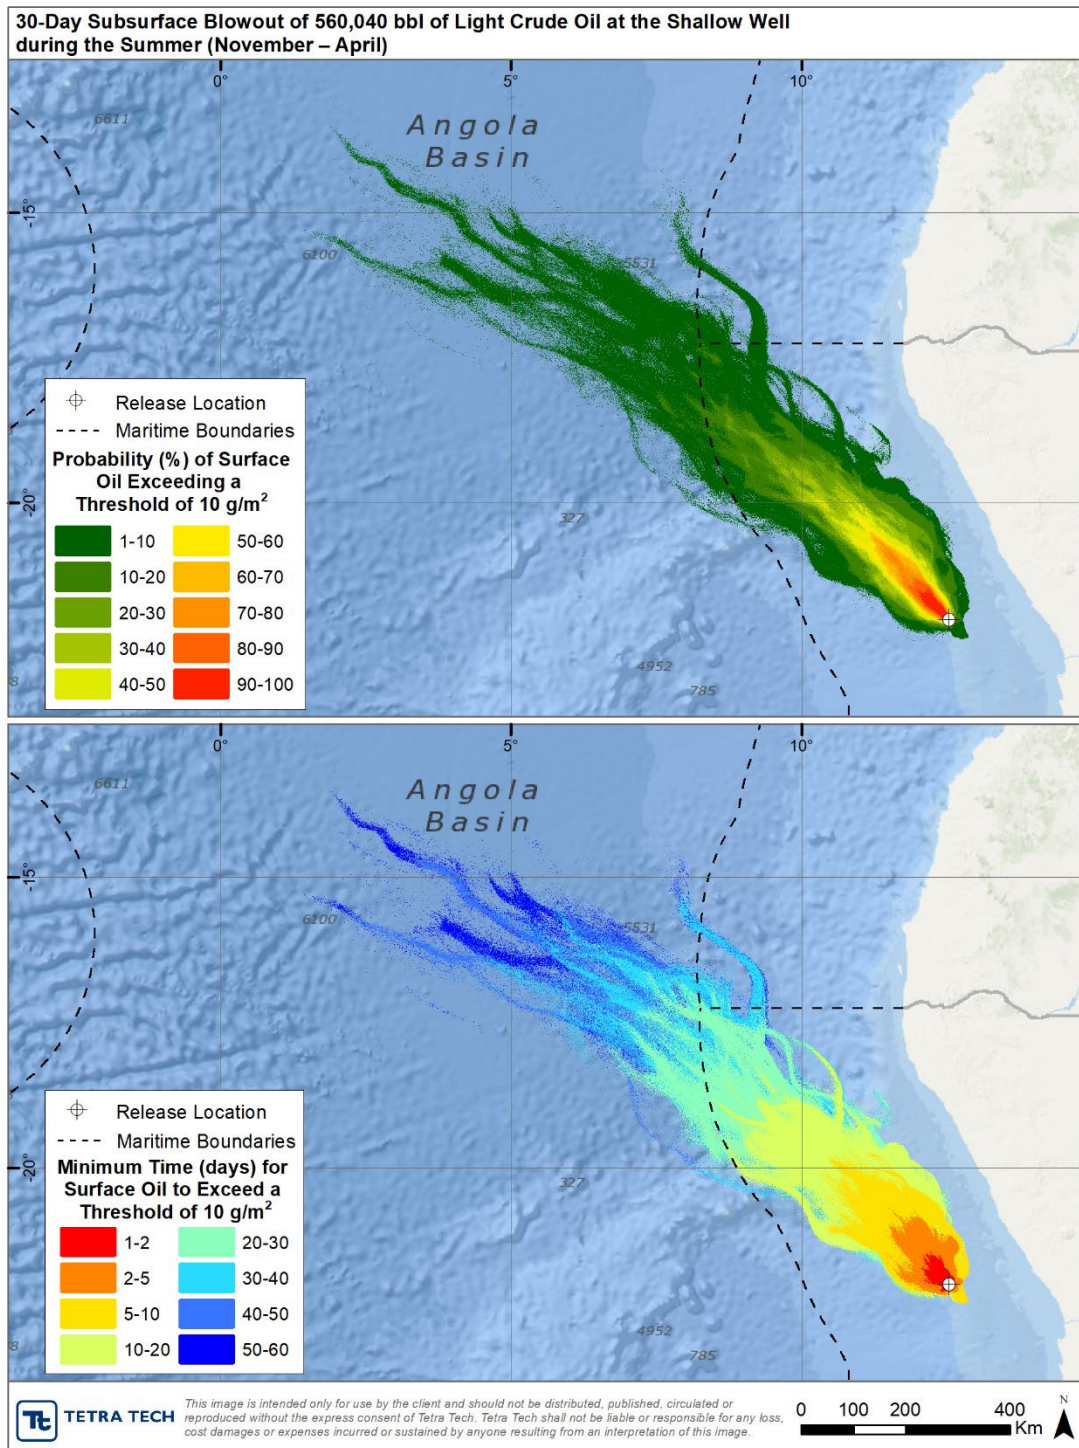 30-Day Subsurface Blowout of 560,040 bbl of Light Crude Oil at the Shallow Well
during the Summer (November – April)
0° 5° 10°
6611
Angola
Basin
-15°
6100
5531
Release Location
Maritime Boundaries
Probability (%) of Surface
Oil Exceeding a
Threshold of 10 g/m²
1-10 50-60
10-20 60-70
20-30 70-80
30-40 80-90
40-50 90-100
-20°
327
4952
785
0° 5° 10°
6611
Angola
Basin
-15°
6100
5531
Release Location
Maritime Boundaries
Minimum Time (days) for
Surface Oil to Exceed a
Threshold of 10 g/m²
1-2 20-30
2-5 30-40
5-10 40-50
10-20 50-60
-20°
327
4952
785
Tt TETRA TECH
This image is intended only for use by the client and should not be distributed, published, circulated or
reproduced without the express consent of Tetra Tech. Tetra Tech shall not be liable or responsible for any loss,
cost damages or expenses incurred or sustained by anyone resulting from an interpretation of this image.
0 100 200 400
Km
N